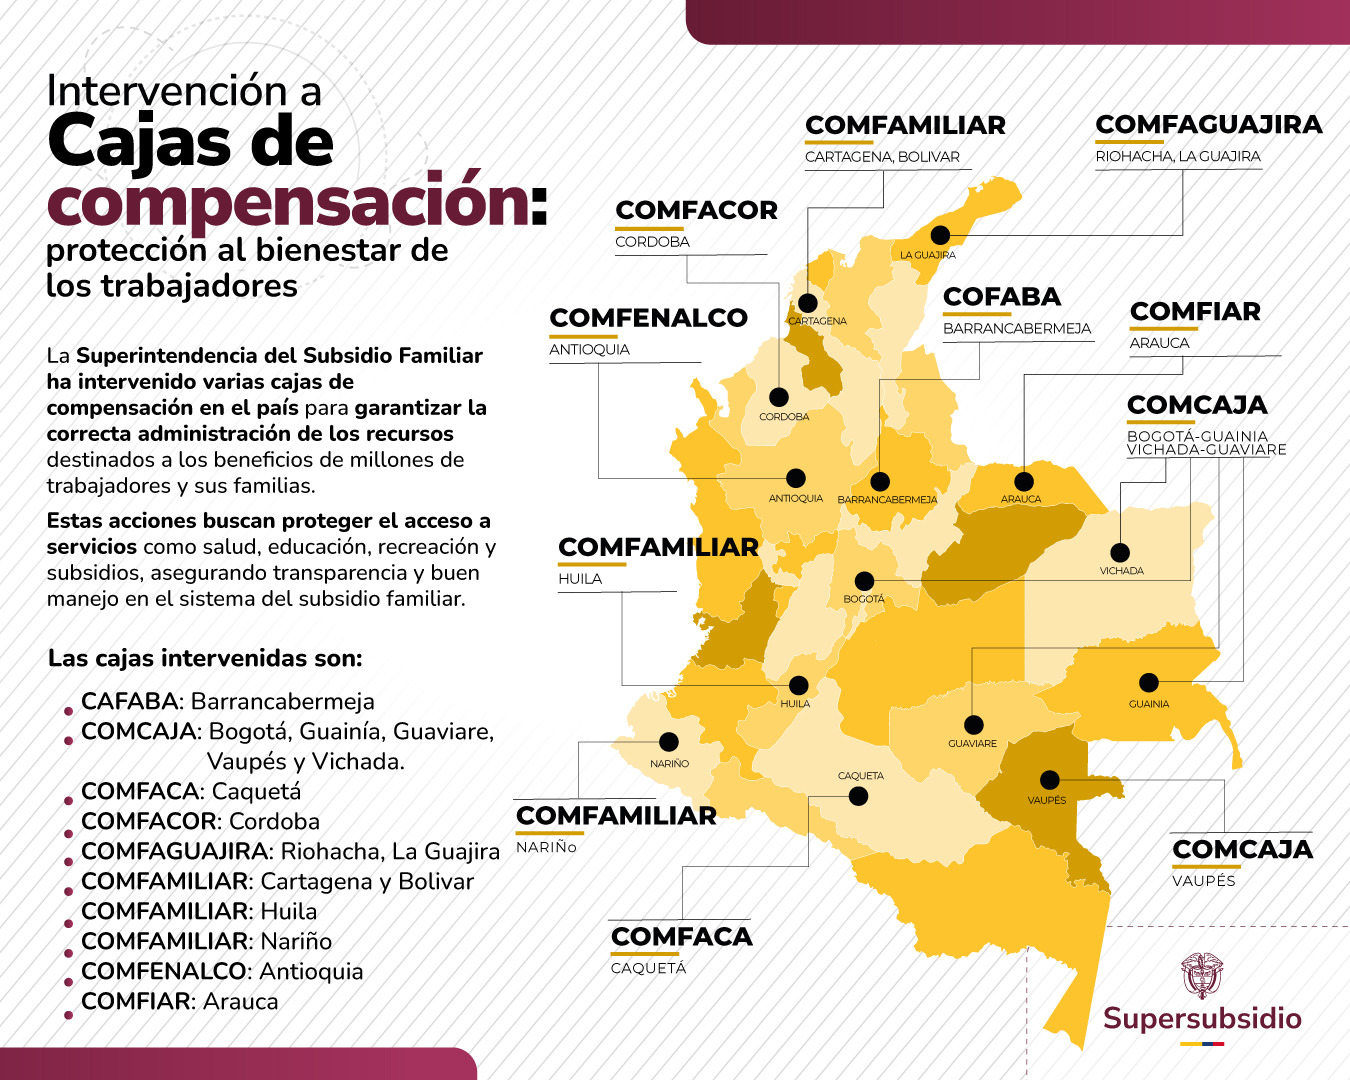 Intervención a
Cajas de
compensación:
protección al bienestar de
los trabajadores
La Superintendencia del Subsidio Familiar
ha intervenido varias cajas de
compensación en el país para garantizar la
correcta administración de los recursos
destinados a los beneficios de millones de
trabajadores y sus familias.
Estas acciones buscan proteger el acceso a
servicios como salud, educación, recreación y
subsidios, asegurando transparencia y buen
manejo en el sistema del subsidio familiar.
Las cajas intervenidas son:
CAFABA: Barrancabermeja
COMCAJA: Bogotá, Guainía, Guaviare,
Vaupés y Vichada.
COMFACA: Caquetá
COMFACOR: Cordoba
COMFAGUAJIRA: Riohacha, La Guajira
COMFAMILIAR: Cartagena y Bolivar
COMFAMILIAR: Huila
COMFAMILIAR: Nariño
COMFENALCO: Antioquia
COMFIAR: Arauca
COMFAMILIAR
CARTAGENA, BOLIVAR
COMFAGUAJIRA
RIOHACHA, LA GUAJIRA
COMFACOR
CORDOBA
COMFENALCO
ANTIOQUIA
COFABA
BARRANCABERMEJA
COMFIAR
ARAUCA
COMCAJA
BOGOTÁ-GUAINIA
VICHADA-GUAVIARE
COMFAMILIAR
HUILA
COMFAMILIAR
NARIÑo
COMFACA
CAQUETÁ
COMCAJA
VAUPÉS
LA GUAJIRA
CARTAGENA
CORDOBA
ANTIOQUIA
BARRANCABERMEJA
ARAUCA
VICHADA
BOGOTÁ
HUILA
GUAINIA
NARIÑO
GUAVIARE
CAQUETA
VAUPÉS
Supersubsidio